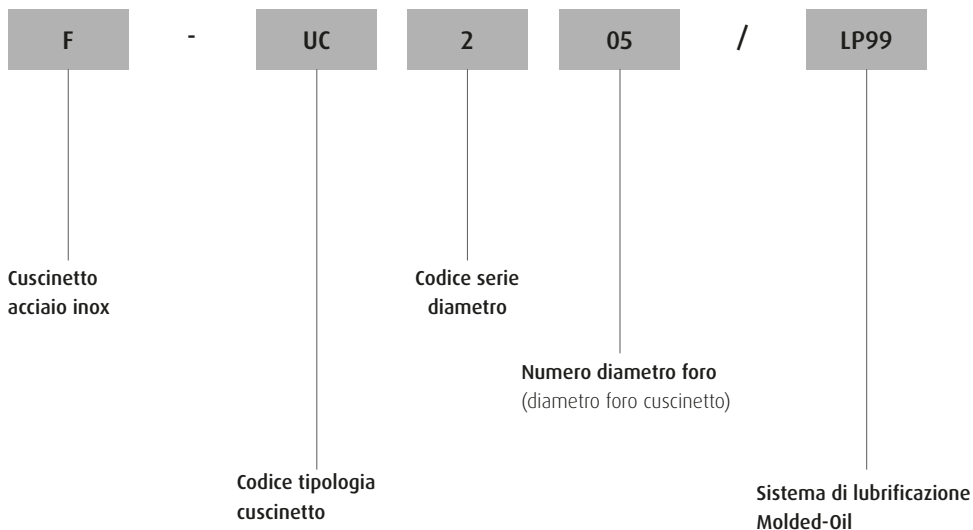 F - UC 2 05 / LP99
Cuscinetto
acciaio inox
Codice serie
diametro
Numero diametro foro
(diametro foro cuscinetto)
Codice tipologia
cuscinetto
Sistema di lubrificazione
Molded-Oil